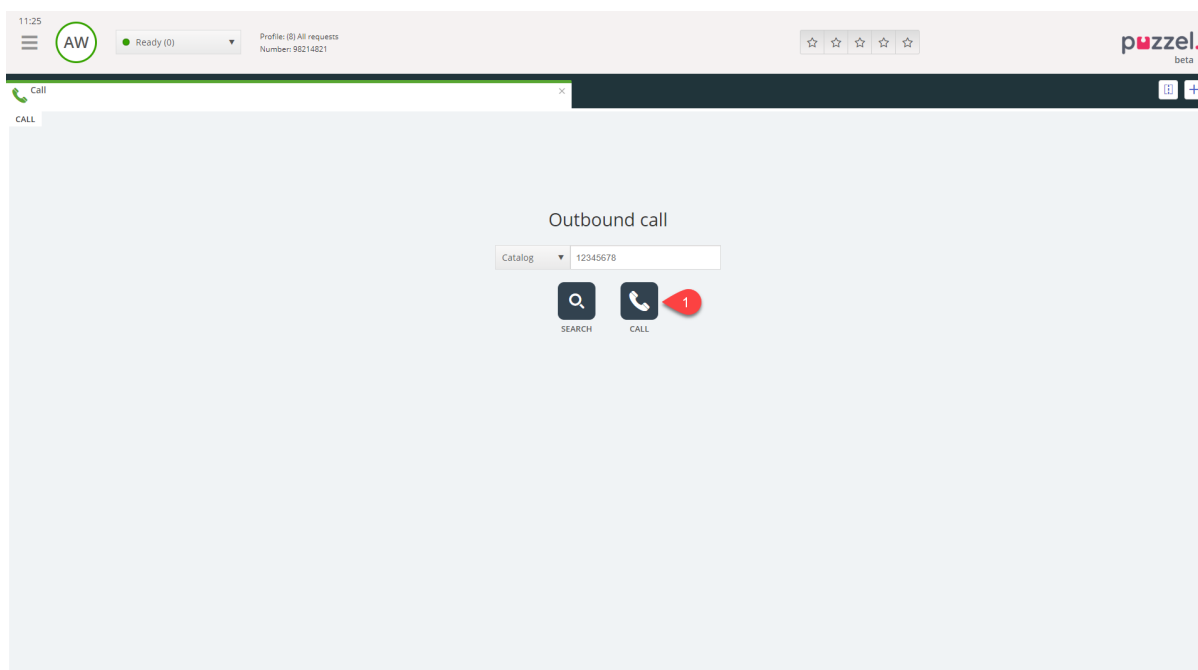 11:25
AW
Ready (0)
Profile: (8) All requests
Number: 98214821
puzzel.
beta
Call
CALL
Outbound call
Catalog
12345678
1
SEARCH
CALL